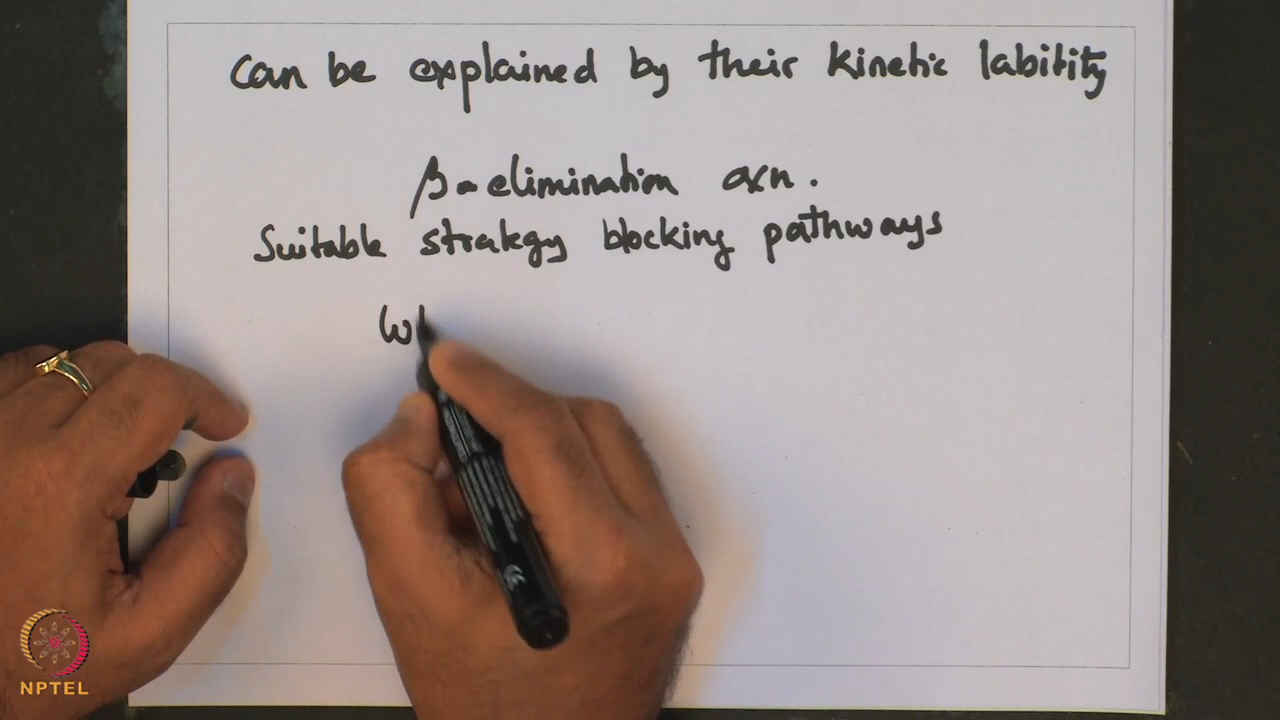 can be explained by their kinetic lability
β-elimination rxn.
Suitable strategy blocking pathways
W
NPTEL